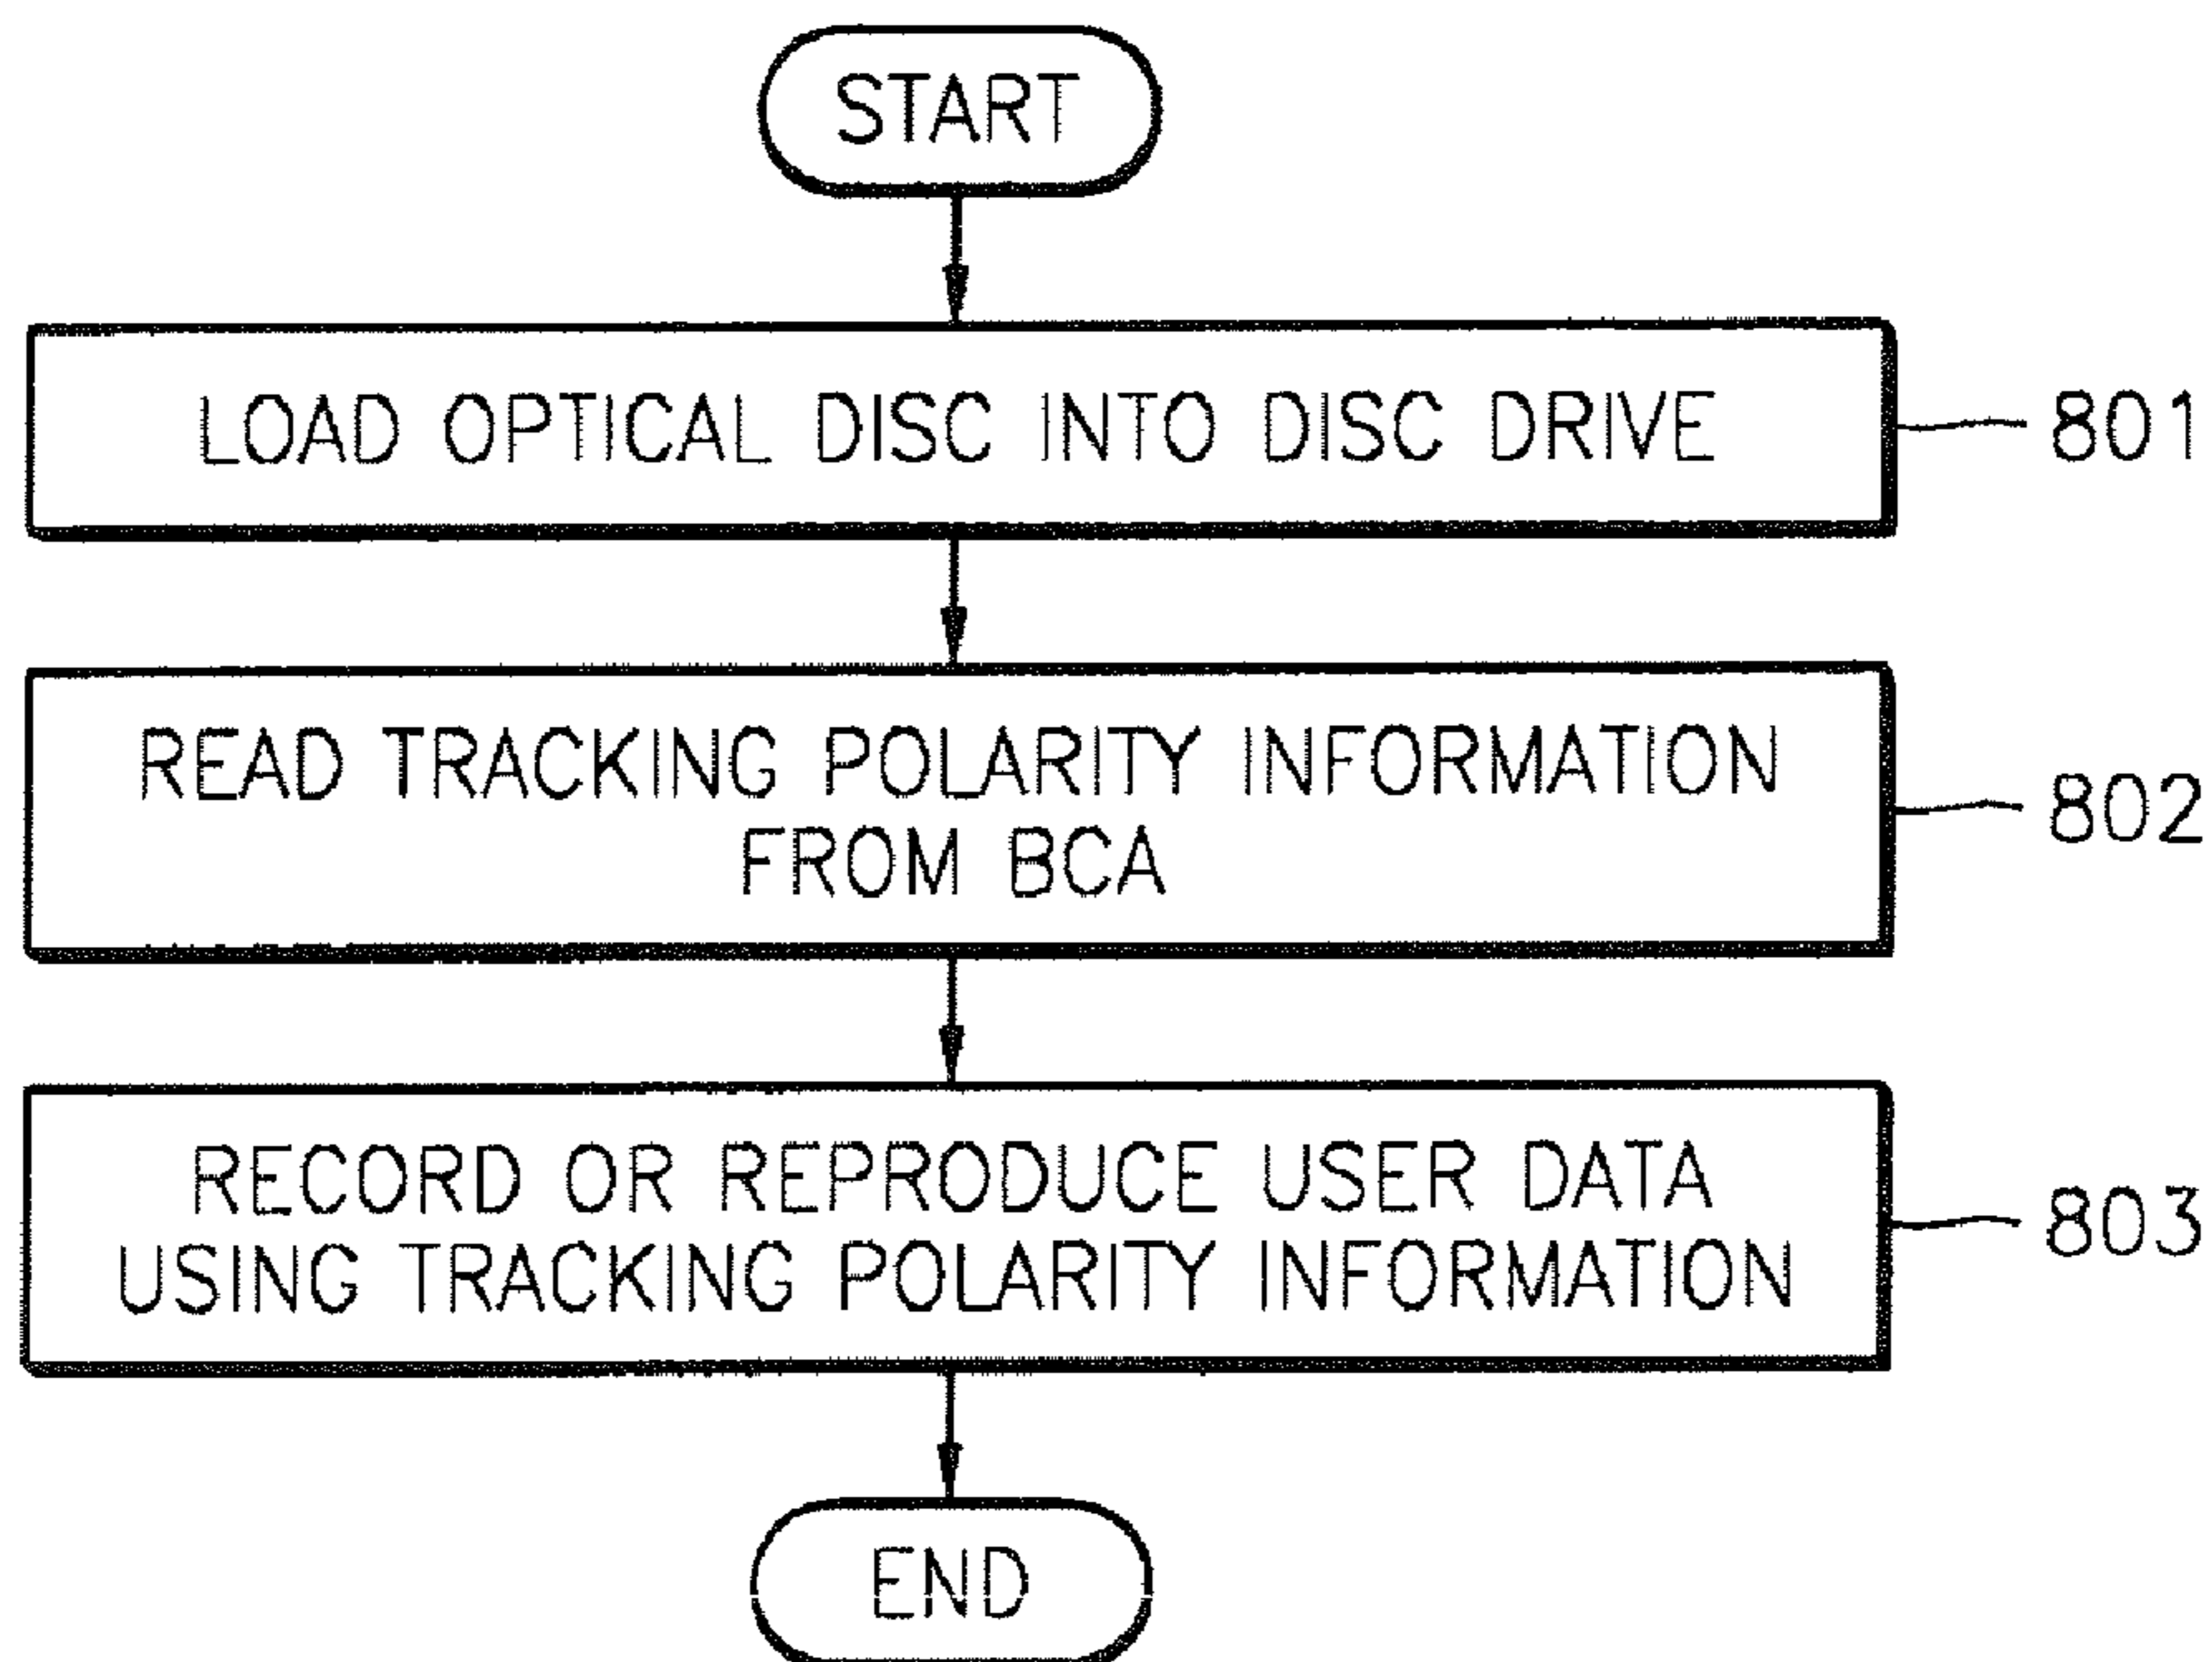 START
LOAD OPTICAL DISC INTO DISC DRIVE
801
READ TRACKING POLARITY INFORMATION
FROM BCA
802
RECORD OR REPRODUCE USER DATA
USING TRACKING POLARITY INFORMATION
803
END